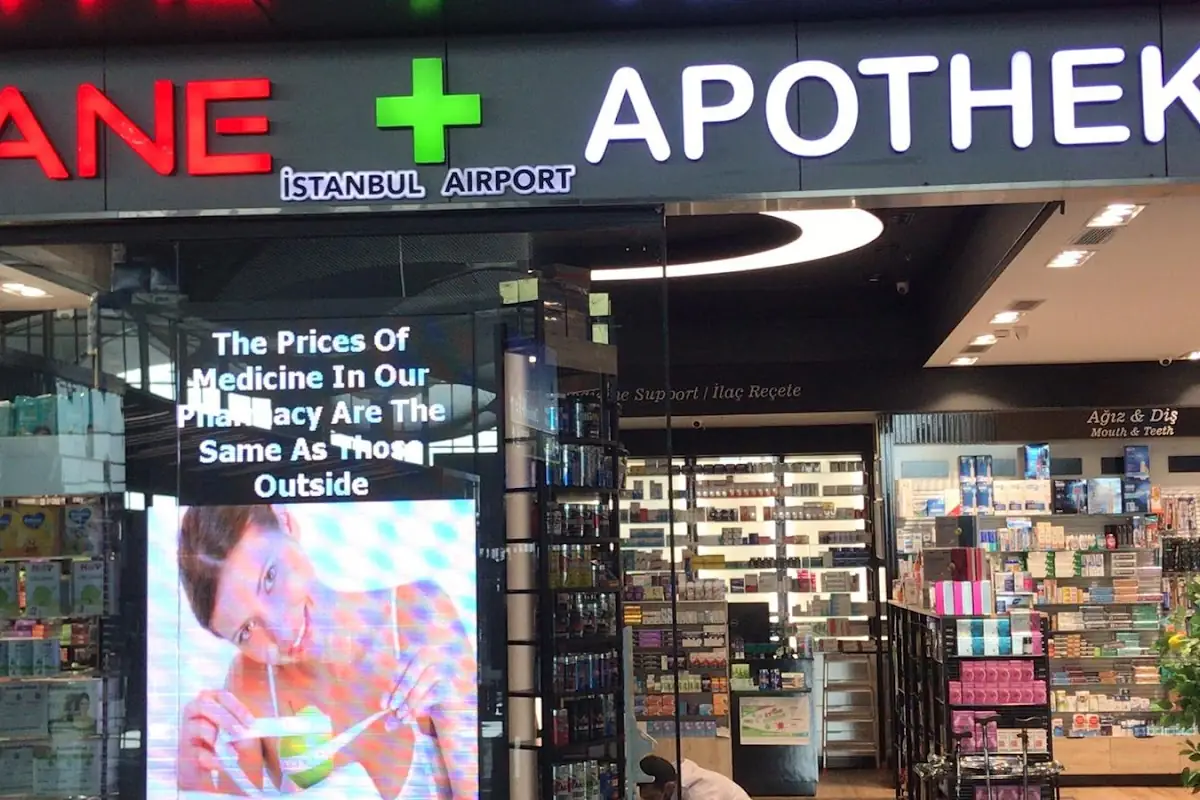 ANE
APOTHEK
İSTANBUL AIRPORT
The Prices Of
Medicine In Our
Pharmacy Are The
Same As Those
Outside
Support / İlaç Reçete
Ağız & Diş
Mouth & Teeth